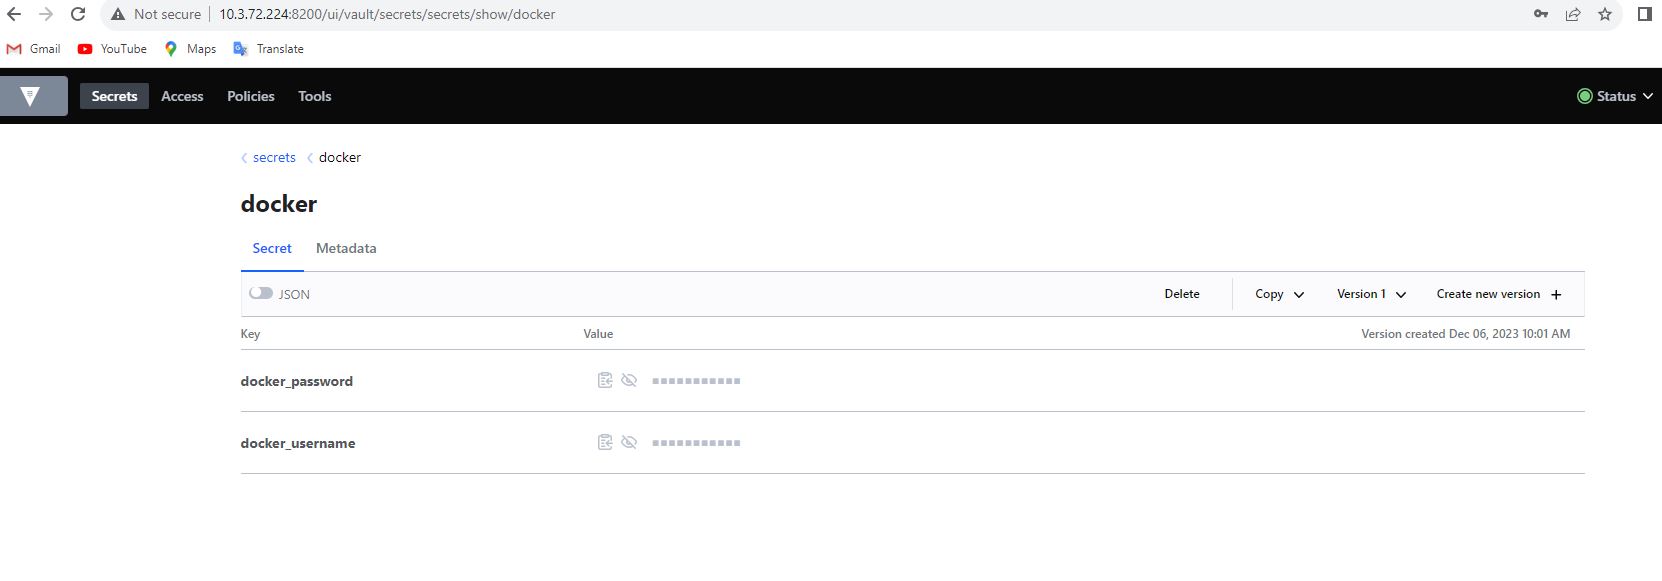 Not secure 10.3.72.224:8200/ui/vault/secrets/secrets/show/docker
Gmail YouTube Maps Translate
Secrets Access Policies Tools Status
secrets docker
docker
Secret Metadata
JSON Delete Copy Version 1 Create new version +
Key Value Version created Dec 06, 2023 10:01 AM
docker_password
docker_username